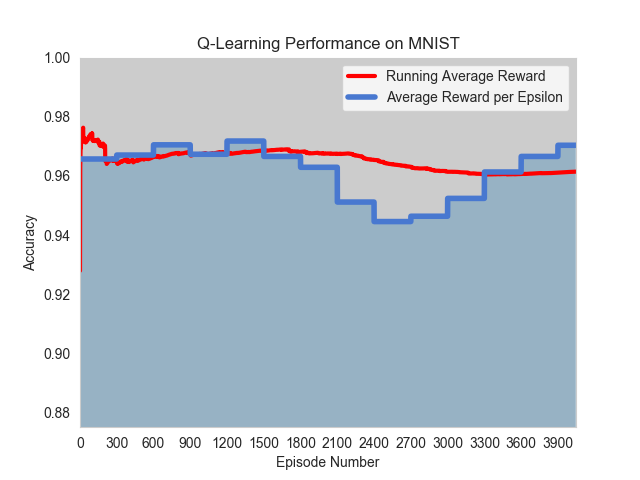 Q-Learning Performance on MNIST
Running Average Reward
Average Reward per Epsilon
1.00
0.98
0.96
0.94
0.92
0.90
0.88
Accuracy
0 300 600 900 1200 1500 1800 2100 2400 2700 3000 3300 3600 3900
Episode Number